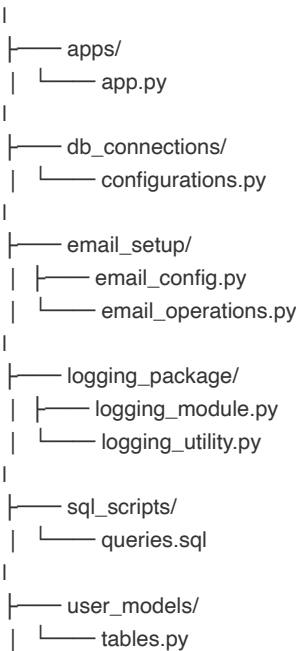 |
├── apps/
│ └── app.py
|
├── db_connections/
│ └── configurations.py
|
├── email_setup/
│ ├── email_config.py
│ └── email_operations.py
|
├── logging_package/
│ ├── logging_module.py
│ └── logging_utility.py
|
├── sql_scripts/
│ └── queries.sql
|
├── user_models/
│ └── tables.py